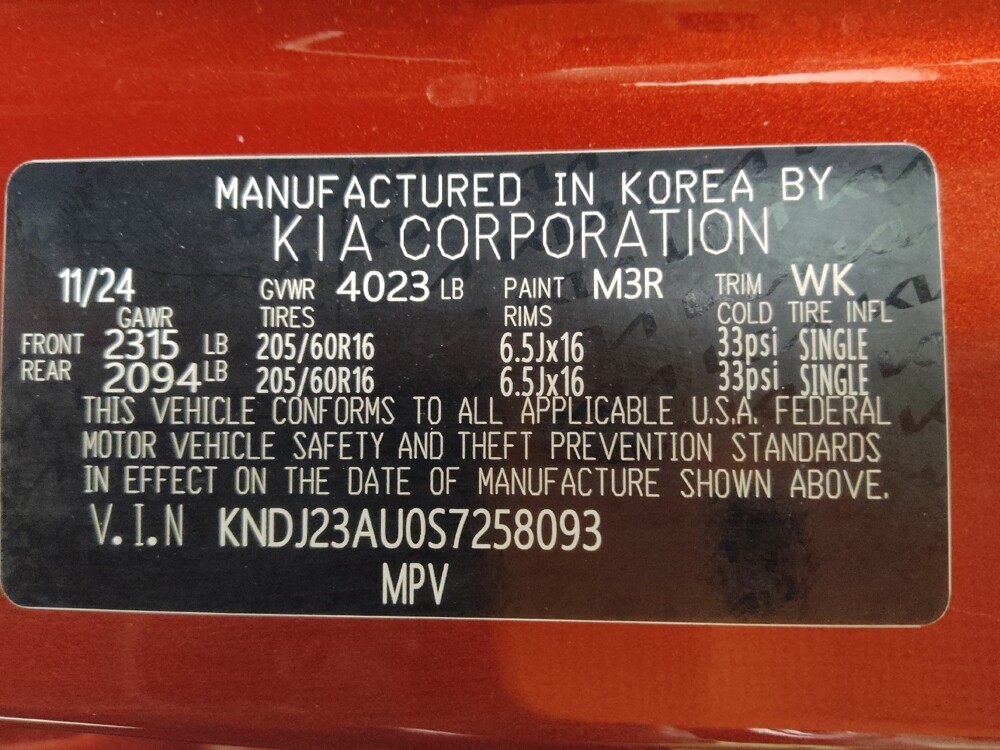 MANUFACTURED IN KOREA BY
KIA CORPORATION
11/24 GVWR 4023 LB PAINT M3R TRIM WK
GAWR TIRES RIMS COLD TIRE INFL
FRONT 2315 LB 205/60R16 6.5Jx16 33psi SINGLE
REAR 2094 LB 205/60R16 6.5Jx16 33psi SINGLE
THIS VEHICLE CONFORMS TO ALL APPLICABLE U.S.A. FEDERAL
MOTOR VEHICLE SAFETY AND THEFT PREVENTION STANDARDS
IN EFFECT ON THE DATE OF MANUFACTURE SHOWN ABOVE.
V.I.N KNDJ23AU0S7258093
MPV